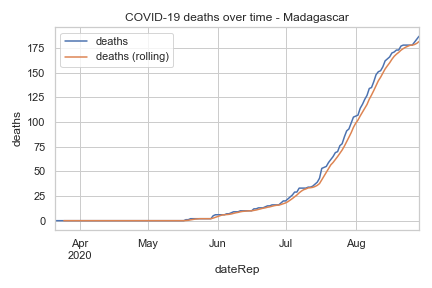 COVID-19 deaths over time - Madagascar
deaths
deaths (rolling)
175
150
125
100
75
50
25
0
deaths
Apr May Jun Jul Aug
2020
dateRep